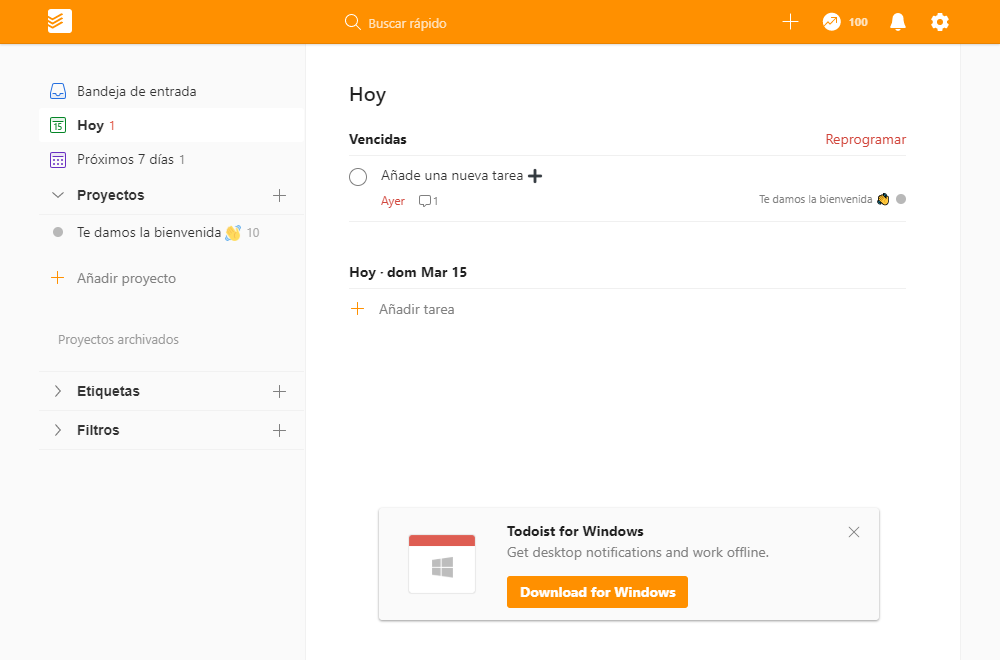 Buscar rápido
100
Bandeja de entrada
15 Hoy 1
Próximos 7 días 1
Proyectos
Te damos la bienvenida 👋 10
Añadir proyecto
Proyectos archivados
Etiquetas
Filtros
Hoy
Vencidas
Reprogramar
Añade una nueva tarea ➕
Ayer 1
Te damos la bienvenida 👋
Hoy · dom Mar 15
Añadir tarea
Todoist for Windows
Get desktop notifications and work offline.
Download for Windows